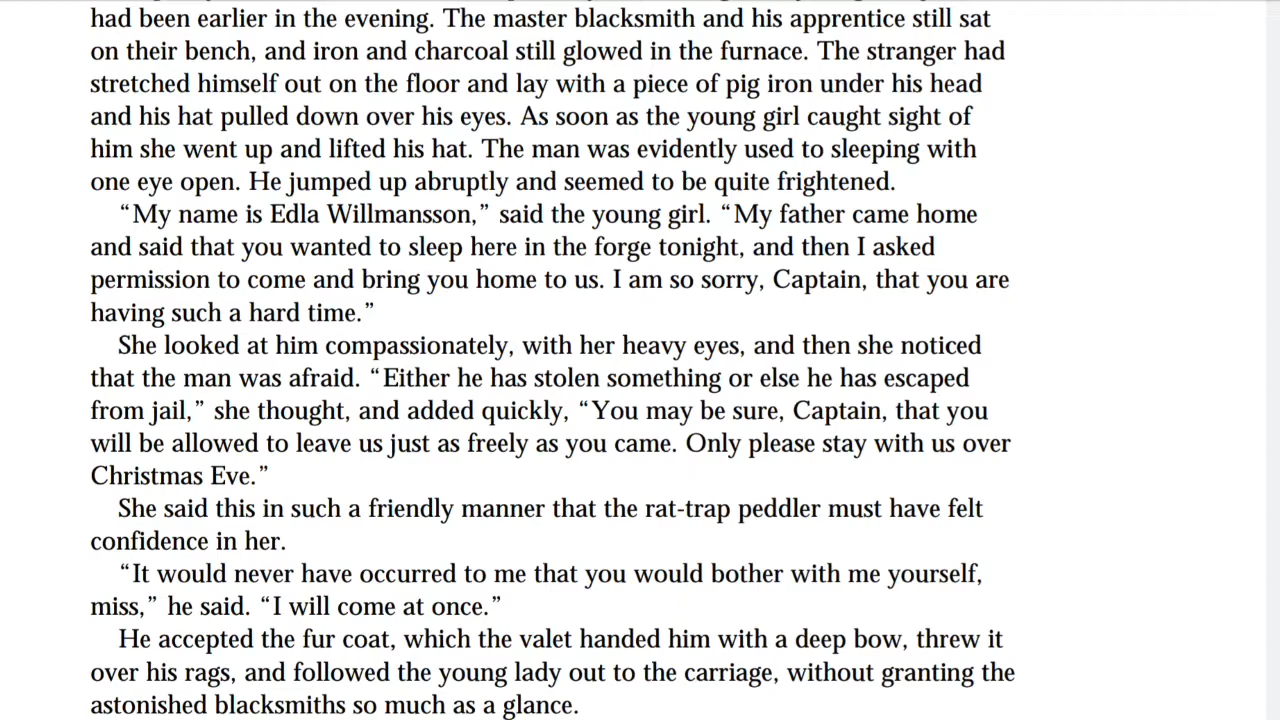 had been earlier in the evening. The master blacksmith and his apprentice still sat
on their bench, and iron and charcoal still glowed in the furnace. The stranger had
stretched himself out on the floor and lay with a piece of pig iron under his head
and his hat pulled down over his eyes. As soon as the young girl caught sight of
him she went up and lifted his hat. The man was evidently used to sleeping with
one eye open. He jumped up abruptly and seemed to be quite frightened.
“My name is Edla Willmansson,” said the young girl. “My father came home
and said that you wanted to sleep here in the forge tonight, and then I asked
permission to come and bring you home to us. I am so sorry, Captain, that you are
having such a hard time.”
She looked at him compassionately, with her heavy eyes, and then she noticed
that the man was afraid. “Either he has stolen something or else he has escaped
from jail,” she thought, and added quickly, “You may be sure, Captain, that you
will be allowed to leave us just as freely as you came. Only please stay with us over
Christmas Eve.”
She said this in such a friendly manner that the rat-trap peddler must have felt
confidence in her.
“It would never have occurred to me that you would bother with me yourself,
miss,” he said. “I will come at once.”
He accepted the fur coat, which the valet handed him with a deep bow, threw it
over his rags, and followed the young lady out to the carriage, without granting the
astonished blacksmiths so much as a glance.